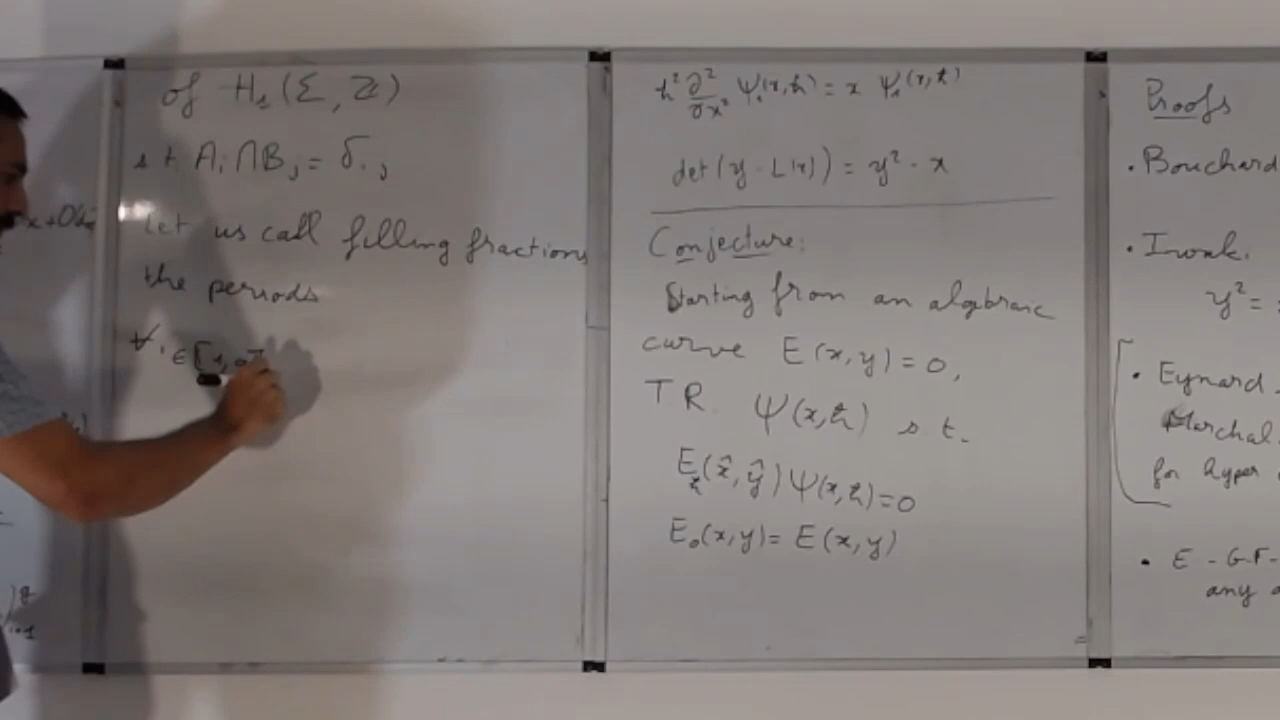 of H₁(Σ, ℤ)
s t Aᵢ ∩ Bⱼ = δᵢⱼ
Let us call filling fractions
the periods
∀ i ∈ [1, g]
ħ² ∂²/∂x² Ψ₁(x,ħ) = x Ψ₁(x,ħ)
det(y - L(x)) = y² - x
Conjecture:
Starting from an algebraic
curve E(x,y) = 0,
TR Ψ(x,ħ) s.t.
E_ħ(x̂, ŷ) Ψ(x,ħ) = 0
E₀(x,y) = E(x,y)
Proofs
• Bouchard
• Iwak.
y² =
• Eynard -
Marchal.
for hyper
• E - G.F -
any a